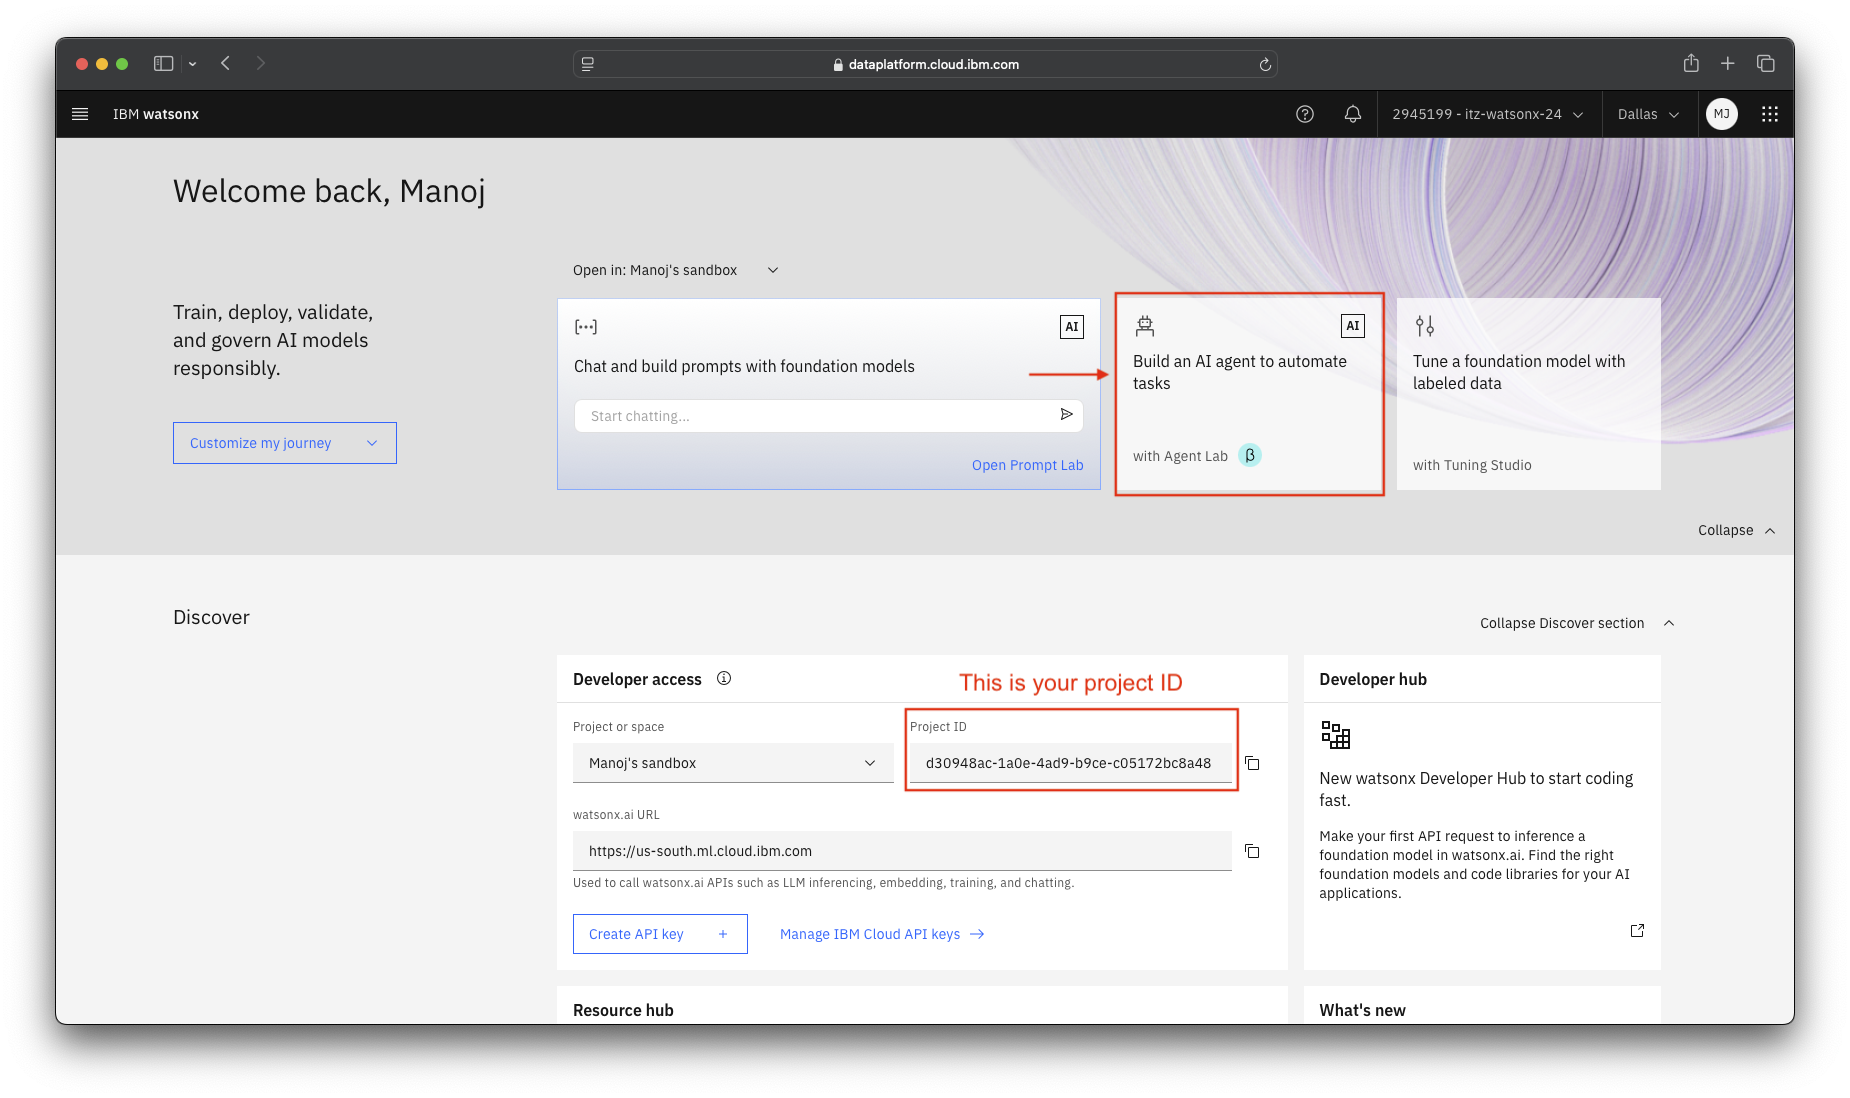 dataplatform.cloud.ibm.com
IBM watsonx
2945199 - itz-watsonx-24
Dallas
MJ
Welcome back, Manoj
Open in: Manoj's sandbox
Train, deploy, validate,
and govern AI models
responsibly.
Customize my journey
AI
Chat and build prompts with foundation models
Start chatting...
Open Prompt Lab
AI
Build an AI agent to automate
tasks
with Agent Lab β
Tune a foundation model with
labeled data
with Tuning Studio
Collapse
Discover
Collapse Discover section
Developer access
This is your project ID
Project or space
Manoj's sandbox
Project ID
d30948ac-1a0e-4ad9-b9ce-c05172bc8a48
watsonx.ai URL
https://us-south.ml.cloud.ibm.com
Used to call watsonx.ai APIs such as LLM inferencing, embedding, training, and chatting.
Create API key +
Manage IBM Cloud API keys →
Developer hub
New watsonx Developer Hub to start coding
fast.
Make your first API request to inference a
foundation model in watsonx.ai. Find the right
foundation models and code libraries for your AI
applications.
Resource hub
What's new